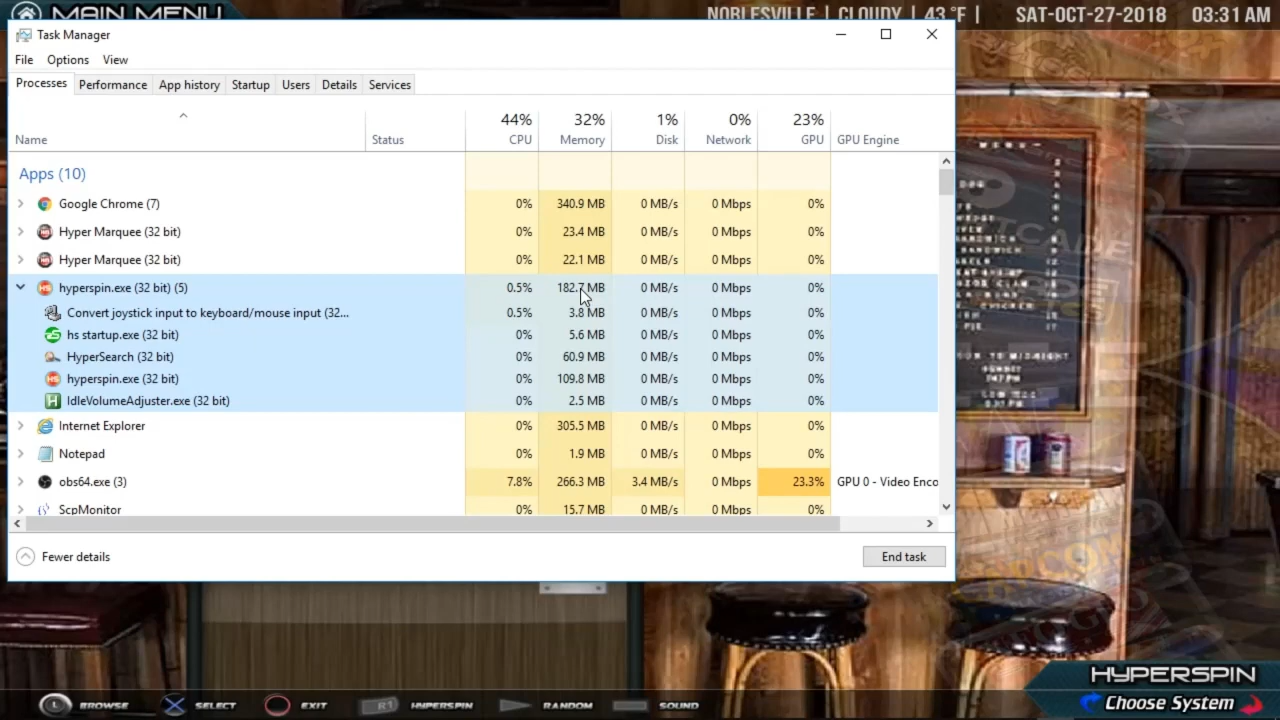 MAIN MENU
NOBLESVILLE | CLOUDY | 43 °F | SAT-OCT-27-2018 03:31 AM
Task Manager
File Options View
Processes Performance App history Startup Users Details Services
44% 32% 1% 0% 23%
Name Status CPU Memory Disk Network GPU GPU Engine
Apps (10)
Google Chrome (7) 0% 340.9 MB 0 MB/s 0 Mbps 0%
Hyper Marquee (32 bit) 0% 23.4 MB 0 MB/s 0 Mbps 0%
Hyper Marquee (32 bit) 0% 22.1 MB 0 MB/s 0 Mbps 0%
hyperspin.exe (32 bit) (5) 0.5% 182.7 MB 0 MB/s 0 Mbps 0%
Convert joystick input to keyboard/mouse input (32... 0.5% 3.8 MB 0 MB/s 0 Mbps 0%
hs startup.exe (32 bit) 0% 5.6 MB 0 MB/s 0 Mbps 0%
HyperSearch (32 bit) 0% 60.9 MB 0 MB/s 0 Mbps 0%
hyperspin.exe (32 bit) 0% 109.8 MB 0 MB/s 0 Mbps 0%
IdleVolumeAdjuster.exe (32 bit) 0% 2.5 MB 0 MB/s 0 Mbps 0%
Internet Explorer 0% 305.5 MB 0 MB/s 0 Mbps 0%
Notepad 0% 1.9 MB 0 MB/s 0 Mbps 0%
obs64.exe (3) 7.8% 266.3 MB 3.4 MB/s 0 Mbps 23.3% GPU 0 - Video Enco
ScpMonitor 0% 15.7 MB 0 MB/s 0 Mbps 0%
Fewer details End task
CAPCOM
HYPERSPIN
Choose System
L BROWSE SELECT EXIT R1 HYPERSPIN RANDOM SOUND